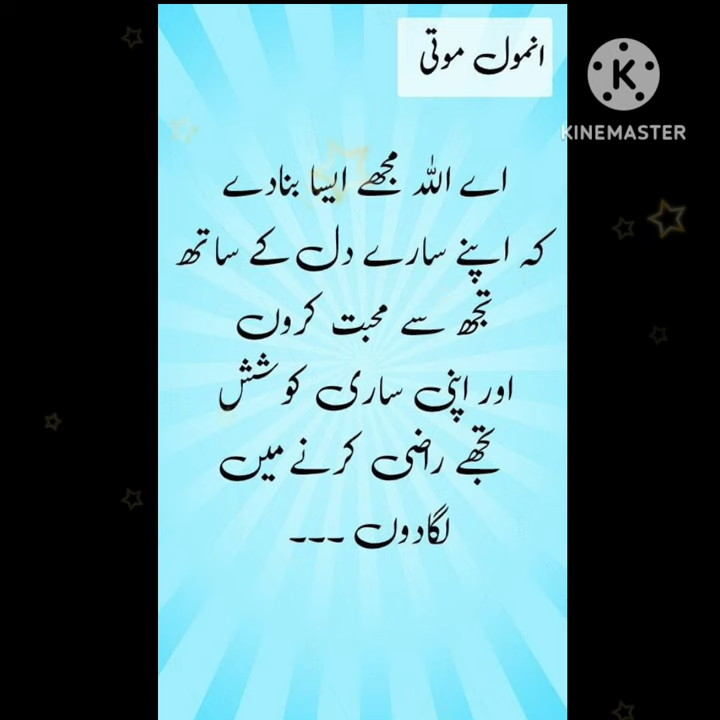 انمول موتی
KINEMASTER
اے اللہ مجھے ایسا بنادے
کہ اپنے سارے دل کے ساتھ
تجھ سے محبت کروں
اور اپنی ساری کوشش
تجھے راضی کرنے میں
لگادوں ---